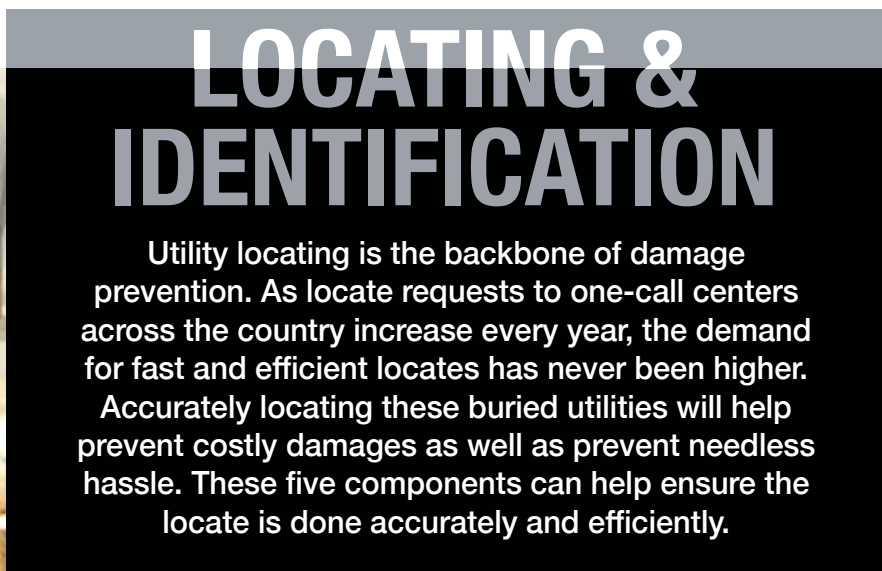 LOCATING &
IDENTIFICATION
Utility locating is the backbone of damage
prevention. As locate requests to one-call centers
across the country increase every year, the demand
for fast and efficient locates has never been higher.
Accurately locating these buried utilities will help
prevent costly damages as well as prevent needless
hassle. These five components can help ensure the
locate is done accurately and efficiently.